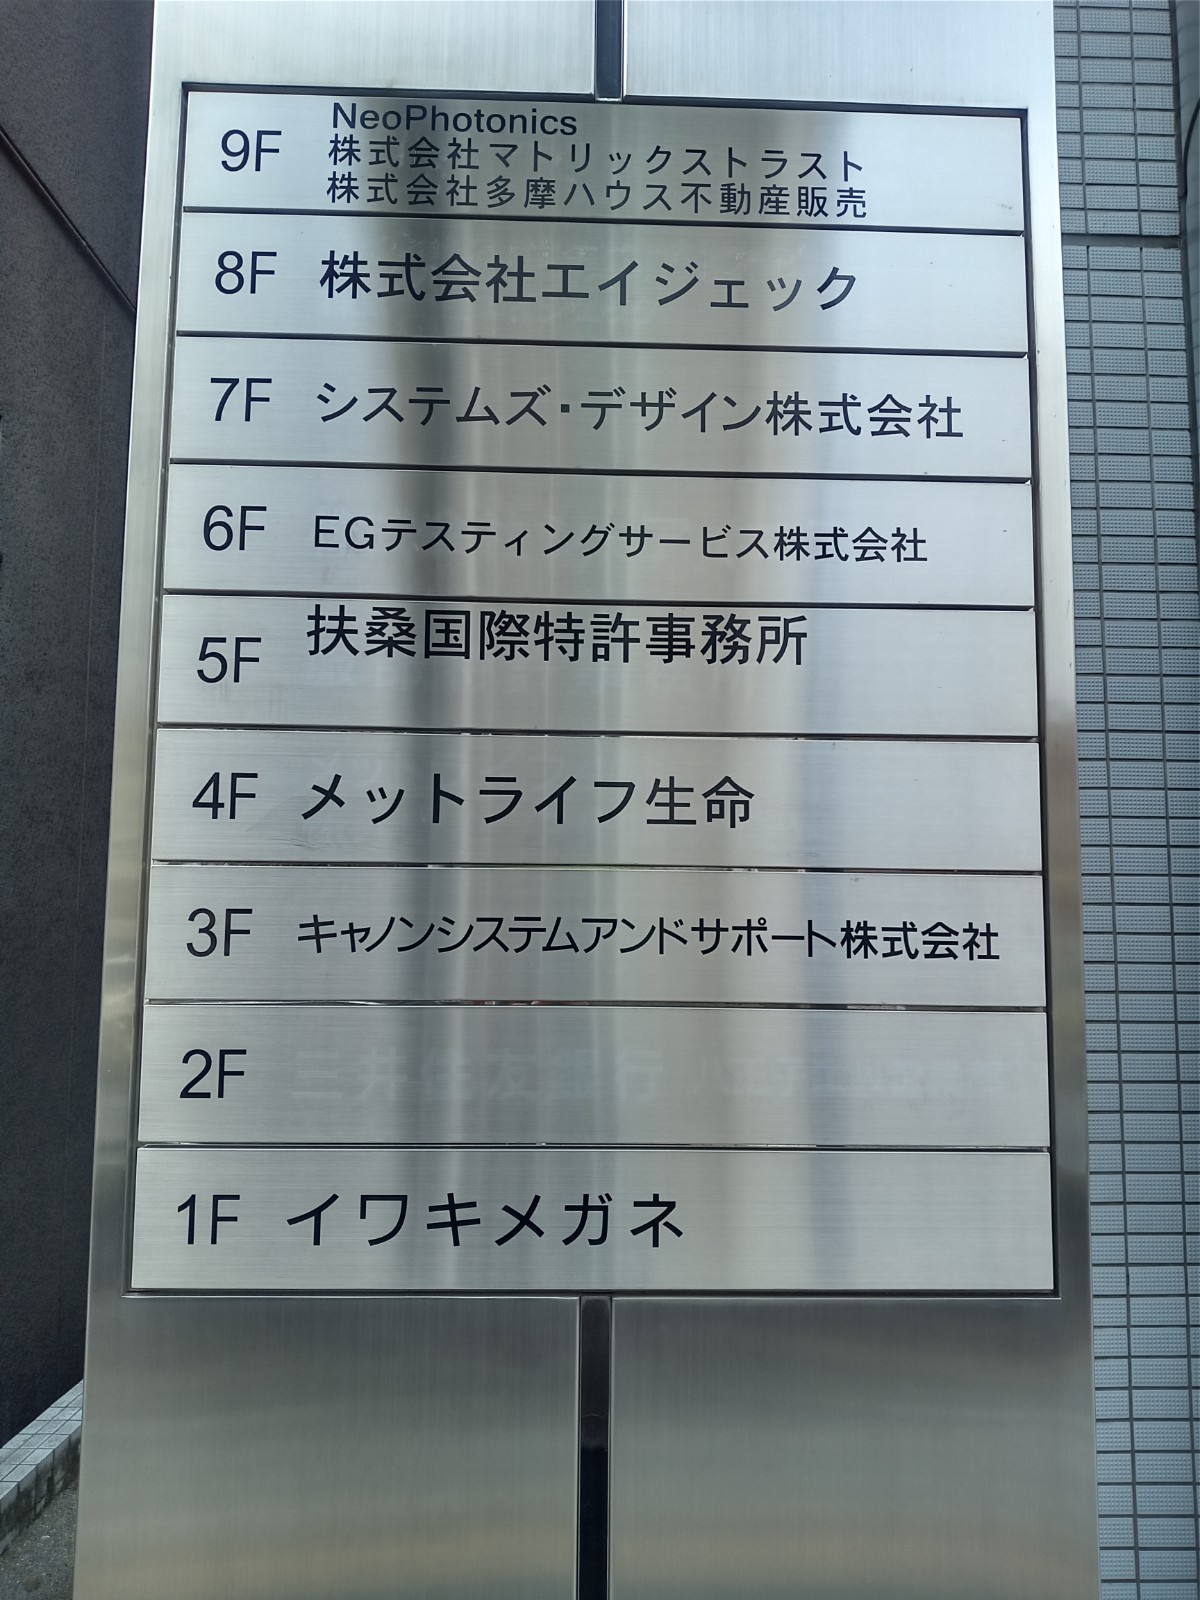 9F NeoPhotonics
株式会社マトリックストラスト
株式会社多摩ハウス不動産販売
8F 株式会社エイジェック
7F システムズ・デザイン株式会社
6F EGテスティングサービス株式会社
5F 扶桑国際特許事務所
4F メットライフ生命
3F キャノンシステムアンドサポート株式会社
2F
1F イワキメガネ